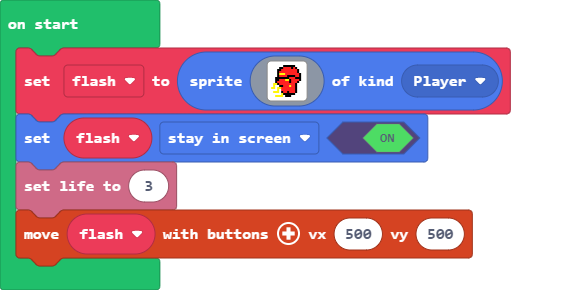 on start
set flash to sprite of kind Player
set flash stay in screen ON
set life to 3
move flash with buttons vx 500 vy 500